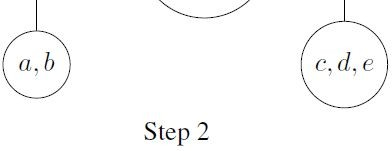 a, b
c, d, e
Step 2